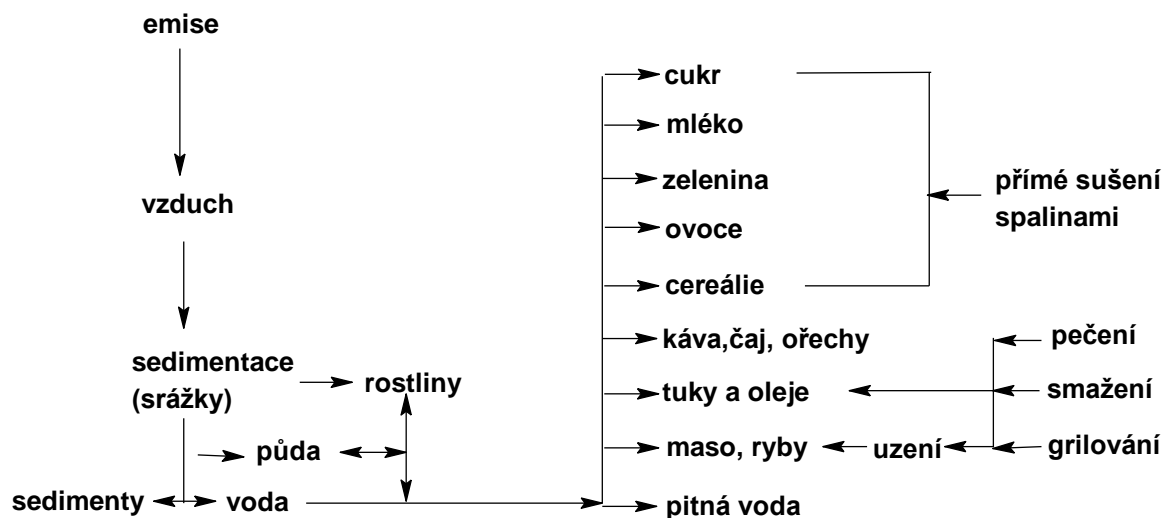 emise
vzduch
sedimentace
(srážky)
rostliny
půda
sedimenty
voda
cukr
mléko
zelenina
ovoce
cereálie
káva,čaj, ořechy
tuky a oleje
maso, ryby
uzení
pitná voda
přímé sušení
spalinami
pečení
smažení
grilování